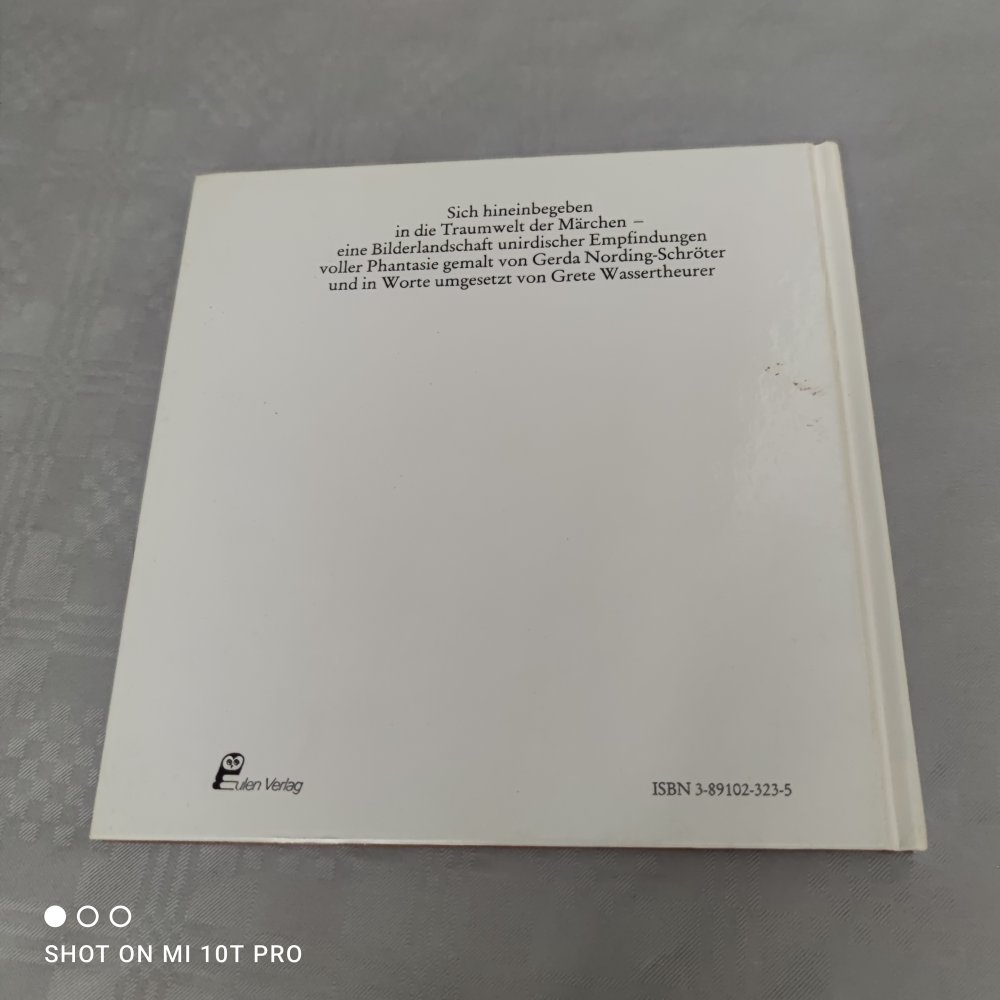 Sich hineinbegeben
in die Traumwelt der Märchen –
eine Bilderlandschaft unirdischer Empfindungen
voller Phantasie gemalt von Gerda Nording-Schröter
und in Worte umgesetzt von Grete Wassertheurer
Eulen Verlag
ISBN 3-89102-323-5
SHOT ON MI 10T PRO